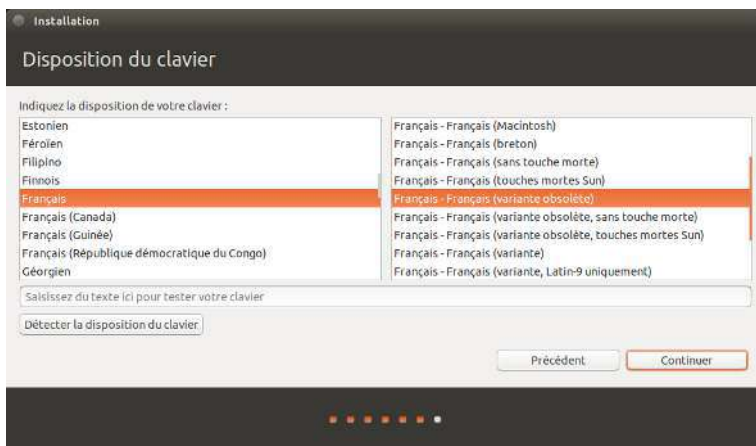 Installation
Disposition du clavier
Indiquez la disposition de votre clavier :
Estonien
Féroïen
Filipino
Finnois
Français
Français (Canada)
Français (Guinée)
Français (République démocratique du Congo)
Géorgien
Français - Français (Macintosh)
Français - Français (breton)
Français - Français (sans touche morte)
Français - Français (touches mortes Sun)
Français - Français (variante obsolète)
Français - Français (variante obsolète, sans touche morte)
Français - Français (variante obsolète, touches mortes Sun)
Français - Français (variante)
Français - Français (variante, Latin-9 uniquement)
Saisissez du texte ici pour tester votre clavier
Détecter la disposition du clavier
Précédent
Continuer